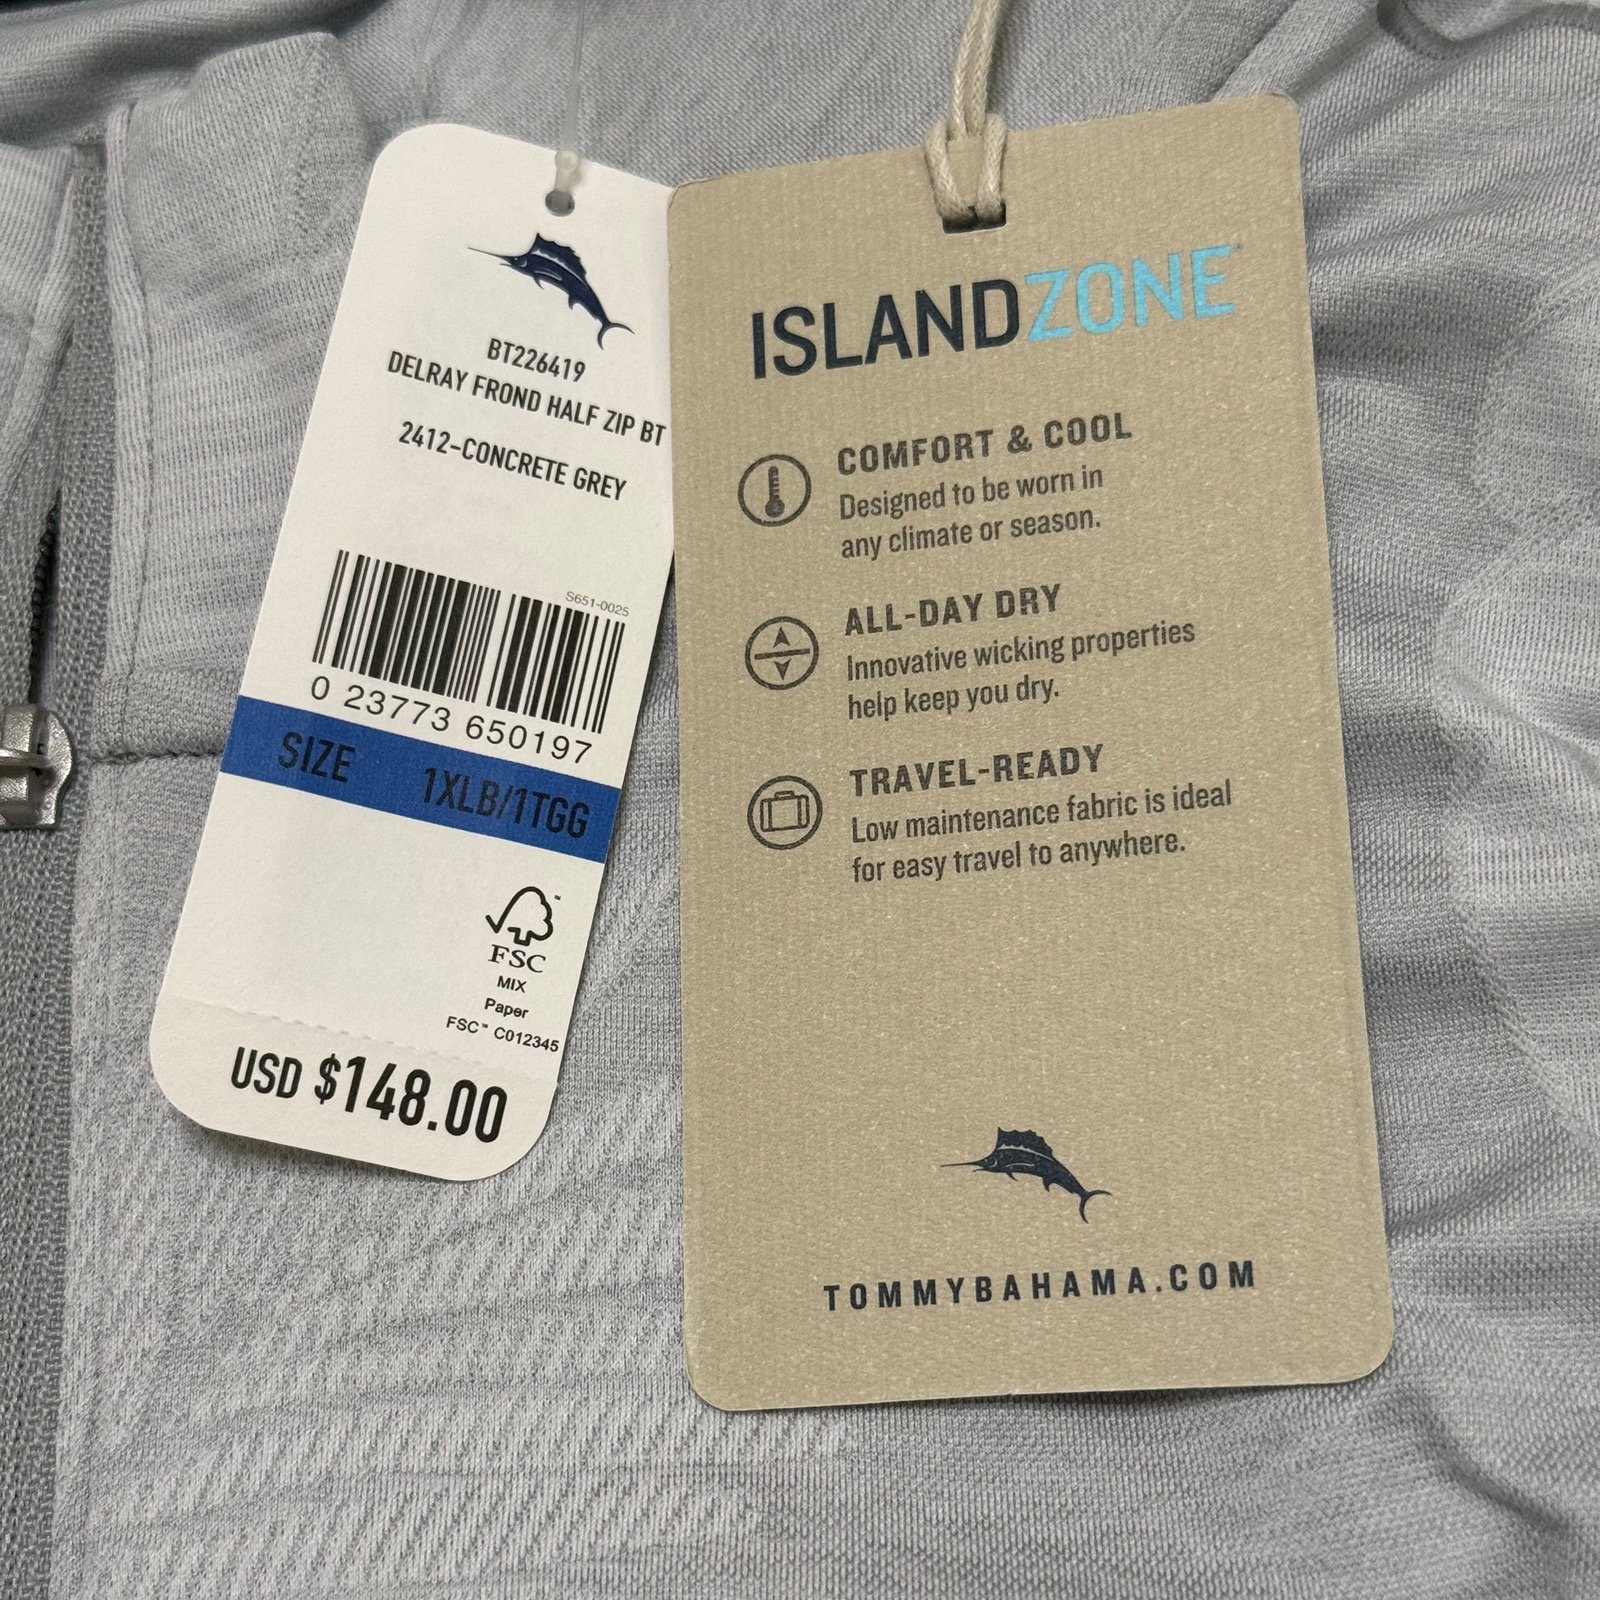 BT226419
DELRAY FROND HALF ZIP BT
2412-CONCRETE GREY
S651-0025
0 23773 650197
SIZE 1XLB/1TGG
FSC
MIX
Paper
FSC™ C012345
USD $148.00
ISLANDZONE™
COMFORT & COOL
Designed to be worn in
any climate or season.
ALL-DAY DRY
Innovative wicking properties
help keep you dry.
TRAVEL-READY
Low maintenance fabric is ideal
for easy travel to anywhere.
TOMMYBAHAMA.COM